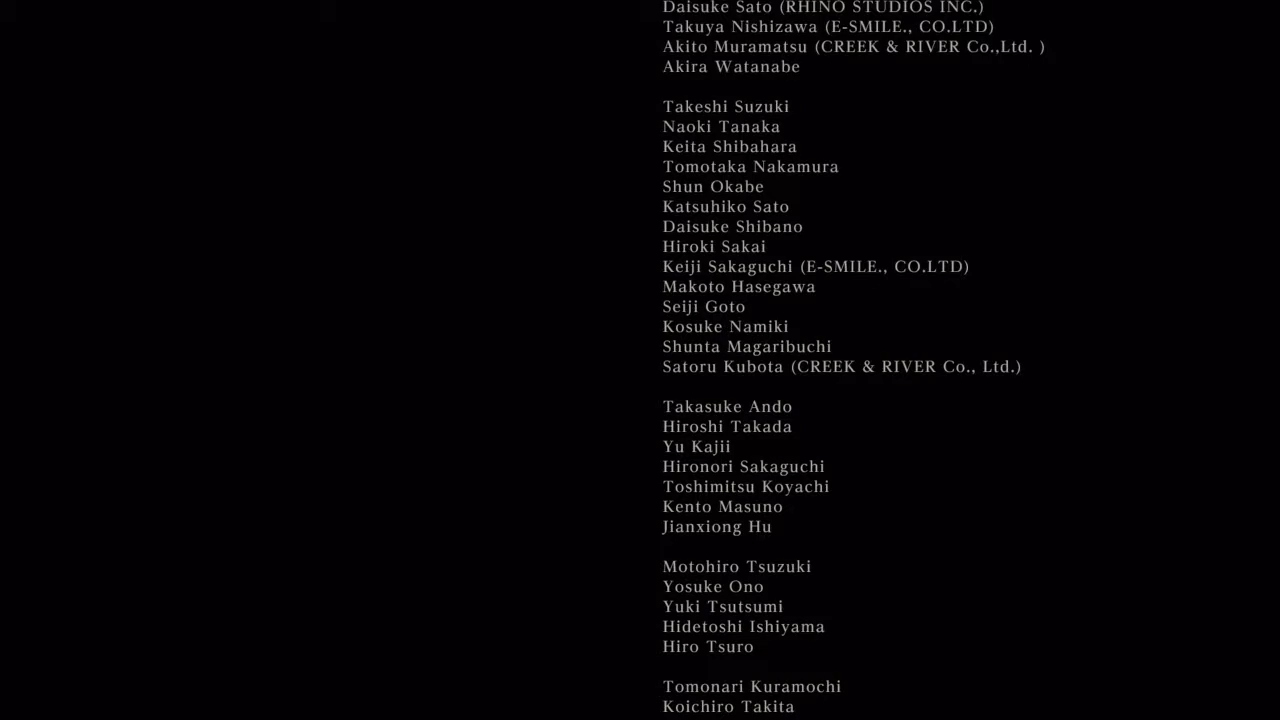 Daisuke Sato (RHINO STUDIOS INC.)
Takuya Nishizawa (E-SMILE., CO.LTD)
Akito Muramatsu (CREEK & RIVER Co.,Ltd. )
Akira Watanabe
Takeshi Suzuki
Naoki Tanaka
Keita Shibahara
Tomotaka Nakamura
Shun Okabe
Katsuhiko Sato
Daisuke Shibano
Hiroki Sakai
Keiji Sakaguchi (E-SMILE., CO.LTD)
Makoto Hasegawa
Seiji Goto
Kosuke Namiki
Shunta Magaribuchi
Satoru Kubota (CREEK & RIVER Co., Ltd.)
Takasuke Ando
Hiroshi Takada
Yu Kajii
Hironori Sakaguchi
Toshimitsu Koyachi
Kento Masuno
Jianxiong Hu
Motohiro Tsuzuki
Yosuke Ono
Yuki Tsutsumi
Hidetoshi Ishiyama
Hiro Tsuro
Tomonari Kuramochi
Koichiro Takita